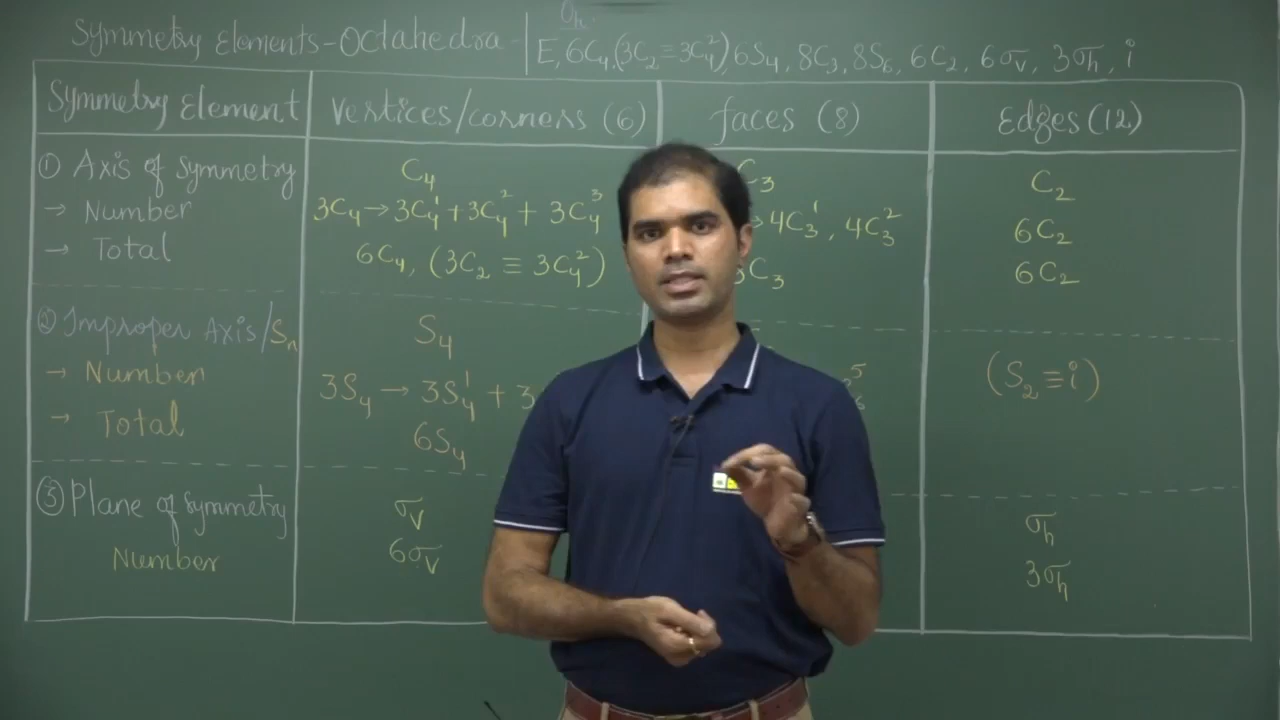 Oₕ
Symmetry Elements-Octahedra - E, 6C₄, (3C₂ ≡ 3C₄²), 6S₄, 8C₃, 8S₆, 6C₂, 6σᵥ, 3σₕ, i
Symmetry Element vertices/corners (6) faces (8) Edges (12)
① Axis of Symmetry C₄ C₃ C₂
→ Number 3C₄ → 3C₄¹ + 3C₄² + 3C₄³ → 4C₃¹, 4C₃² 6C₂
→ Total 6C₄, (3C₂ ≡ 3C₄²) C₃ 6C₂
② Improper Axis/Sₙ S₄
→ Number 3S₄ → 3S₄¹ + 3 (S₂ ≡ i)
→ Total 6S₄
③ Plane of Symmetry σᵥ σₕ
Number 6σᵥ 3σₕ